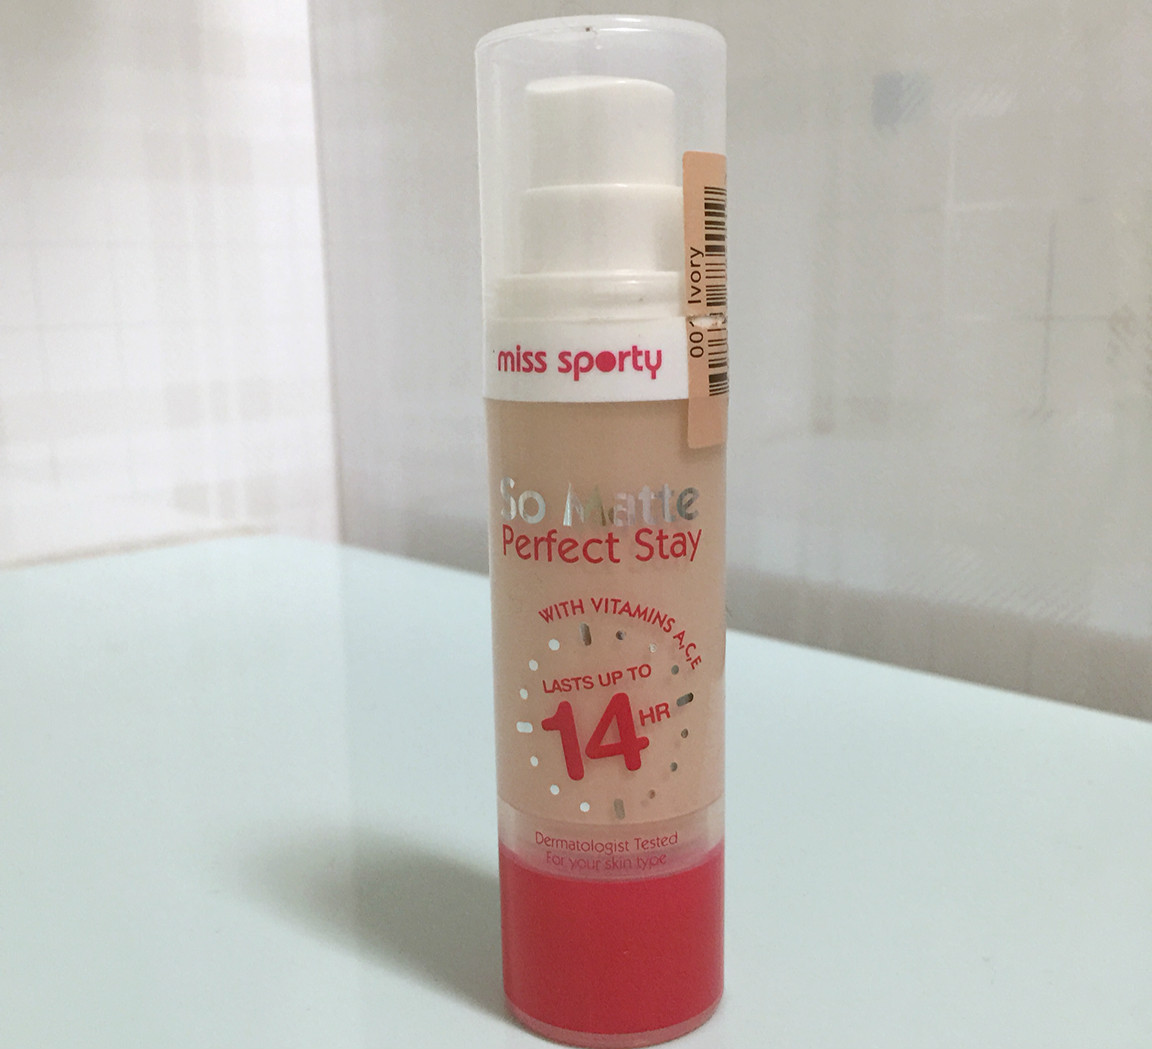 001 Ivory
miss sporty
So Matte
Perfect Stay
WITH VITAMINS A,C,E
LASTS UP TO
14 HR
Dermatologist Tested
For your skin type